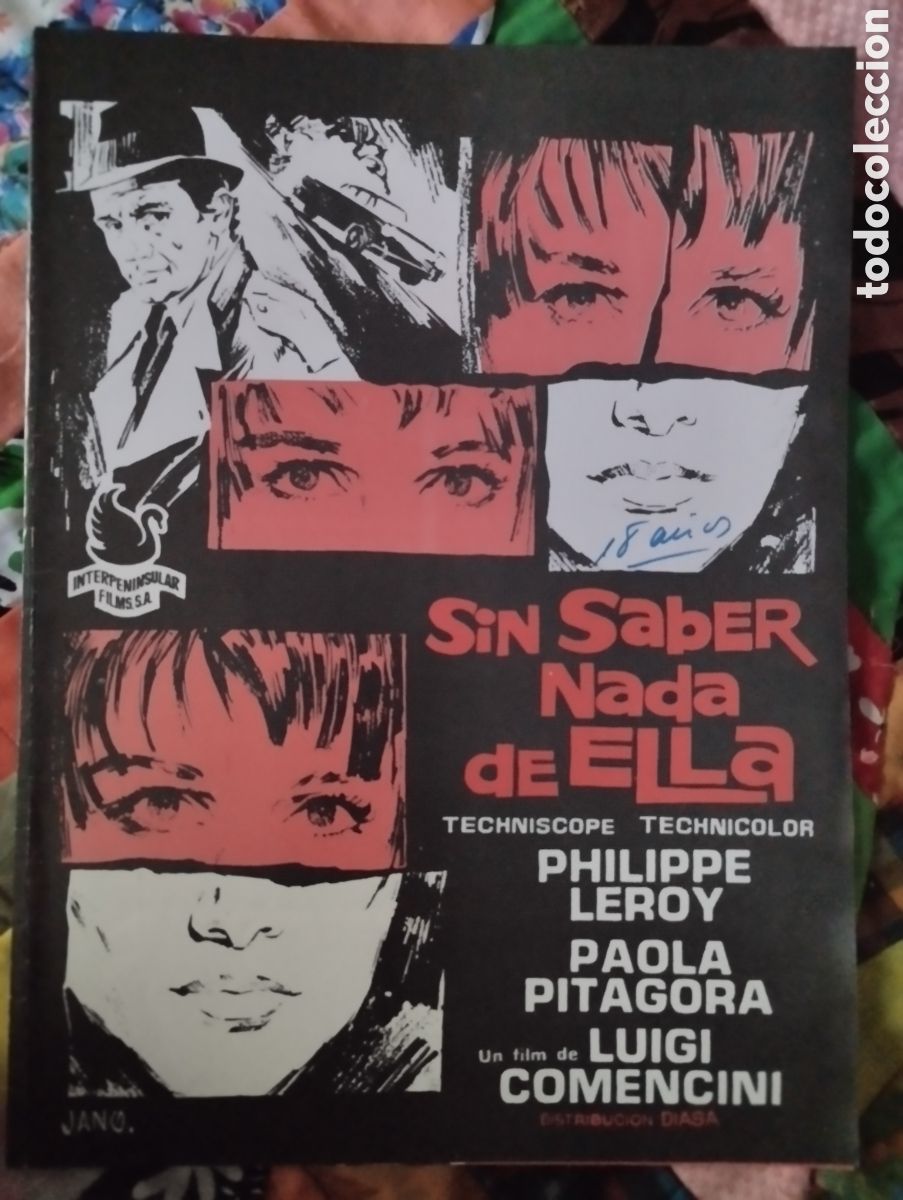 todocoleccion
18 años
INTERPENINSULAR
FILMS, S.A.
SiN SabER
Nada
dE ELLa
TECHNISCOPE TECHNICOLOR
PHILIPPE
LEROY
PAOLA
PITAGORA
Un film de LUIGI
COMENCINI
DISTRIBUCION DIASA
JANO.